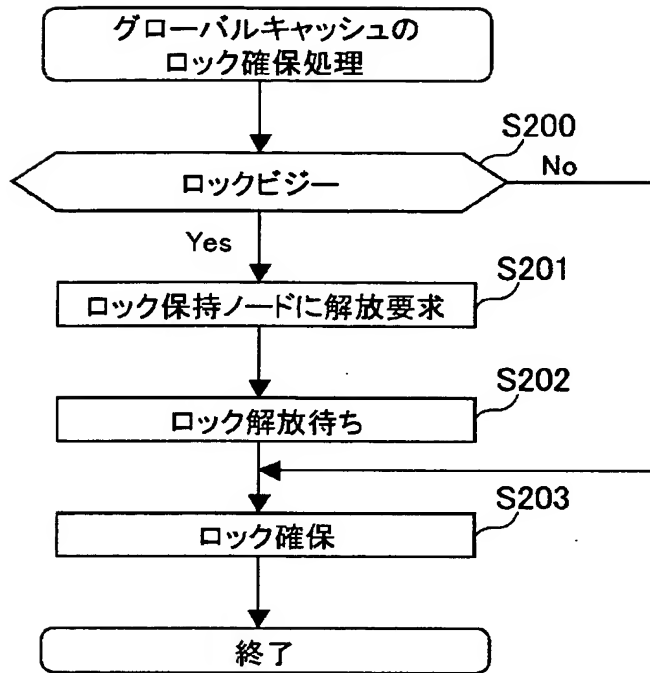 グローバルキャッシュの
ロック確保処理
S200
ロックビジー
No
Yes
S201
ロック保持ノードに解放要求
S202
ロック解放待ち
S203
ロック確保
終了